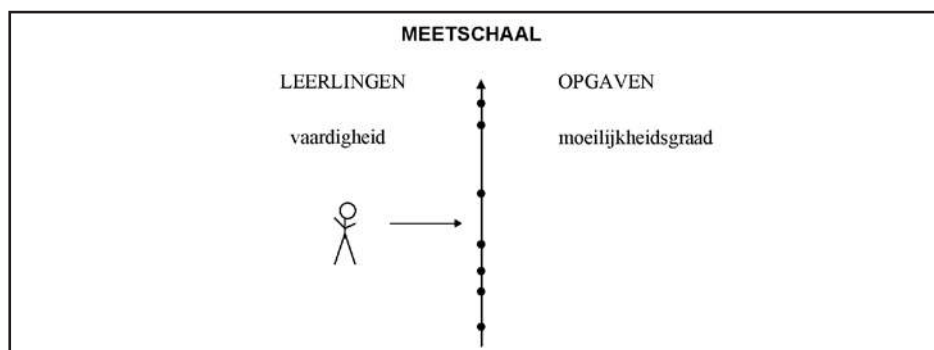 MEETSCHAAL
LEERLINGEN OPGAVEN
vaardigheid moeilijkheidsgraad